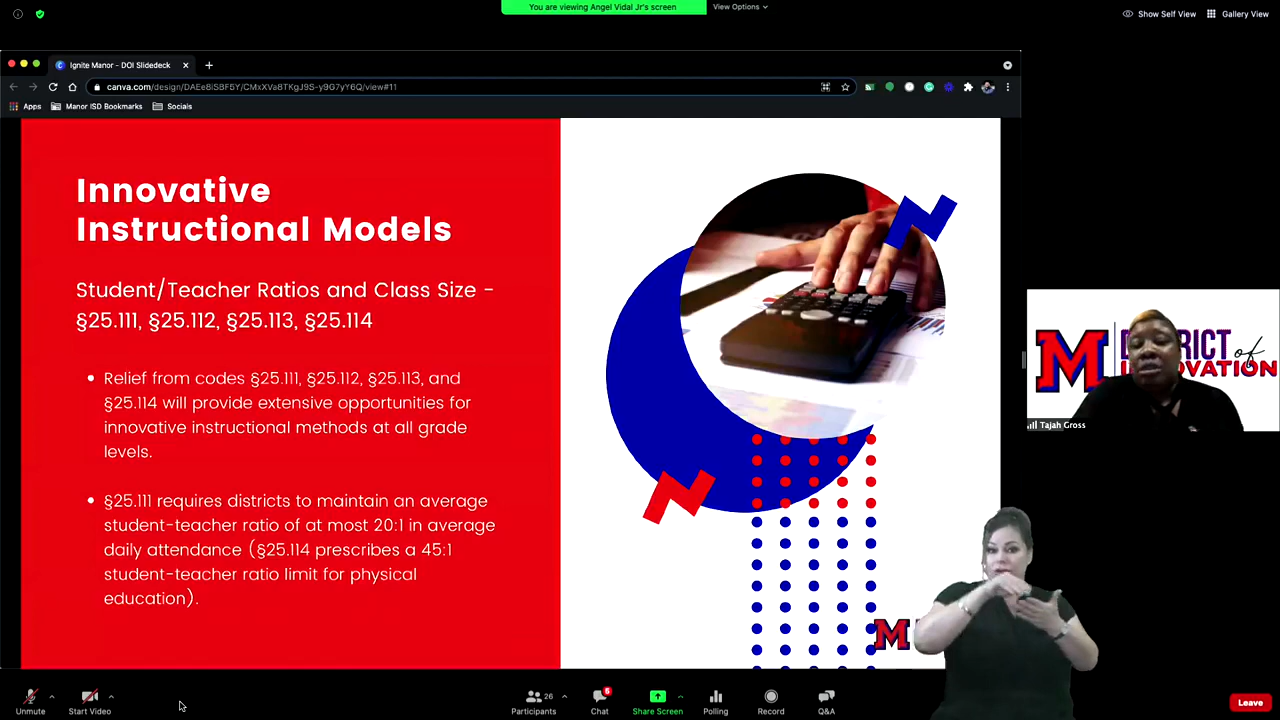 You are viewing Angel Vidal Jr's screen
View Options
Show Self View
Gallery View
Ignite Manor - DOI Slidedeck
canva.com/design/DAEe8iSBF5Y/CMxXVa8TKgJ9S-y9G7yY6Q/view#11
Apps
Manor ISD Bookmarks
Socials
Innovative
Instructional Models
Student/Teacher Ratios and Class Size -
§25.111, §25.112, §25.113, §25.114
• Relief from codes §25.111, §25.112, §25.113, and
§25.114 will provide extensive opportunities for
innovative instructional methods at all grade
levels.
• §25.111 requires districts to maintain an average
student-teacher ratio of at most 20:1 in average
daily attendance (§25.114 prescribes a 45:1
student-teacher ratio limit for physical
education).
M
M
of
Tajah Gross
Unmute
Start Video
Participants
26
Chat
6
Share Screen
Polling
Record
Q&A
Leave